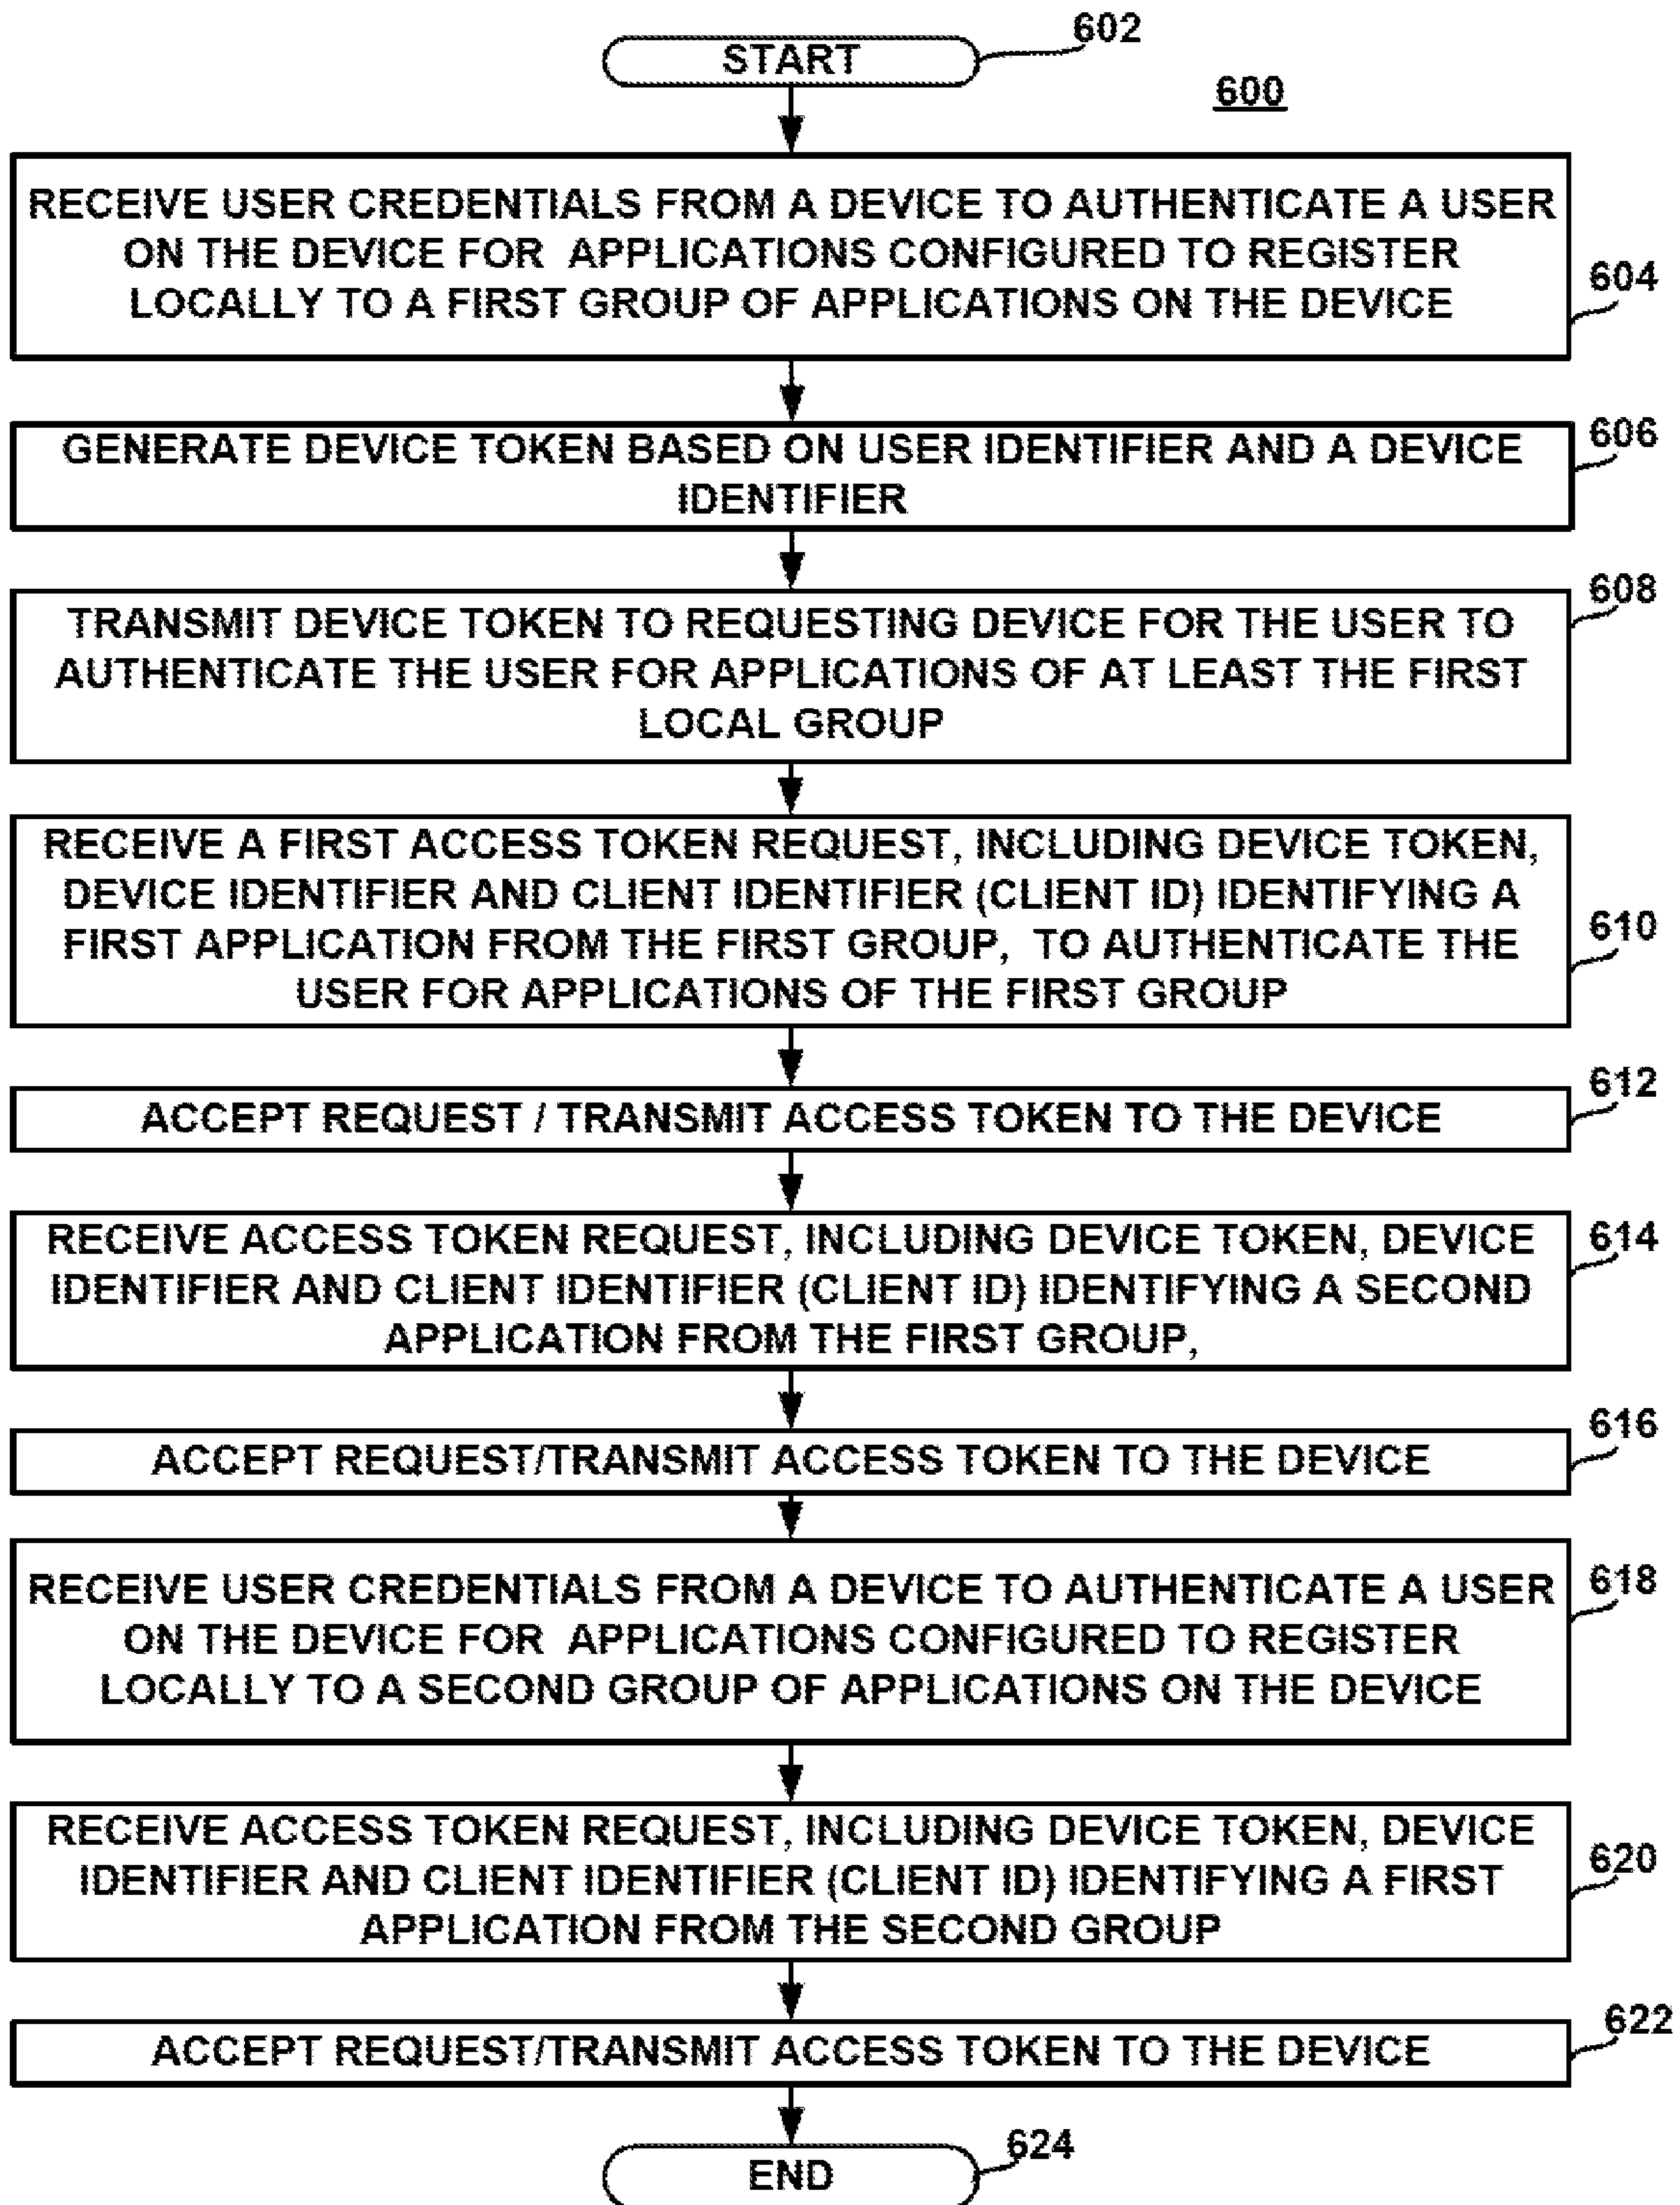 START
602
600
RECEIVE USER CREDENTIALS FROM A DEVICE TO AUTHENTICATE A USER
ON THE DEVICE FOR APPLICATIONS CONFIGURED TO REGISTER
LOCALLY TO A FIRST GROUP OF APPLICATIONS ON THE DEVICE
604
GENERATE DEVICE TOKEN BASED ON USER IDENTIFIER AND A DEVICE
IDENTIFIER
606
TRANSMIT DEVICE TOKEN TO REQUESTING DEVICE FOR THE USER TO
AUTHENTICATE THE USER FOR APPLICATIONS OF AT LEAST THE FIRST
LOCAL GROUP
608
RECEIVE A FIRST ACCESS TOKEN REQUEST, INCLUDING DEVICE TOKEN,
DEVICE IDENTIFIER AND CLIENT IDENTIFIER (CLIENT ID) IDENTIFYING A
FIRST APPLICATION FROM THE FIRST GROUP, TO AUTHENTICATE THE
USER FOR APPLICATIONS OF THE FIRST GROUP
610
ACCEPT REQUEST / TRANSMIT ACCESS TOKEN TO THE DEVICE
612
RECEIVE ACCESS TOKEN REQUEST, INCLUDING DEVICE TOKEN, DEVICE
IDENTIFIER AND CLIENT IDENTIFIER (CLIENT ID) IDENTIFYING A SECOND
APPLICATION FROM THE FIRST GROUP,
614
ACCEPT REQUEST/TRANSMIT ACCESS TOKEN TO THE DEVICE
616
RECEIVE USER CREDENTIALS FROM A DEVICE TO AUTHENTICATE A USER
ON THE DEVICE FOR APPLICATIONS CONFIGURED TO REGISTER
LOCALLY TO A SECOND GROUP OF APPLICATIONS ON THE DEVICE
618
RECEIVE ACCESS TOKEN REQUEST, INCLUDING DEVICE TOKEN, DEVICE
IDENTIFIER AND CLIENT IDENTIFIER (CLIENT ID) IDENTIFYING A FIRST
APPLICATION FROM THE SECOND GROUP
620
ACCEPT REQUEST/TRANSMIT ACCESS TOKEN TO THE DEVICE
622
END
624